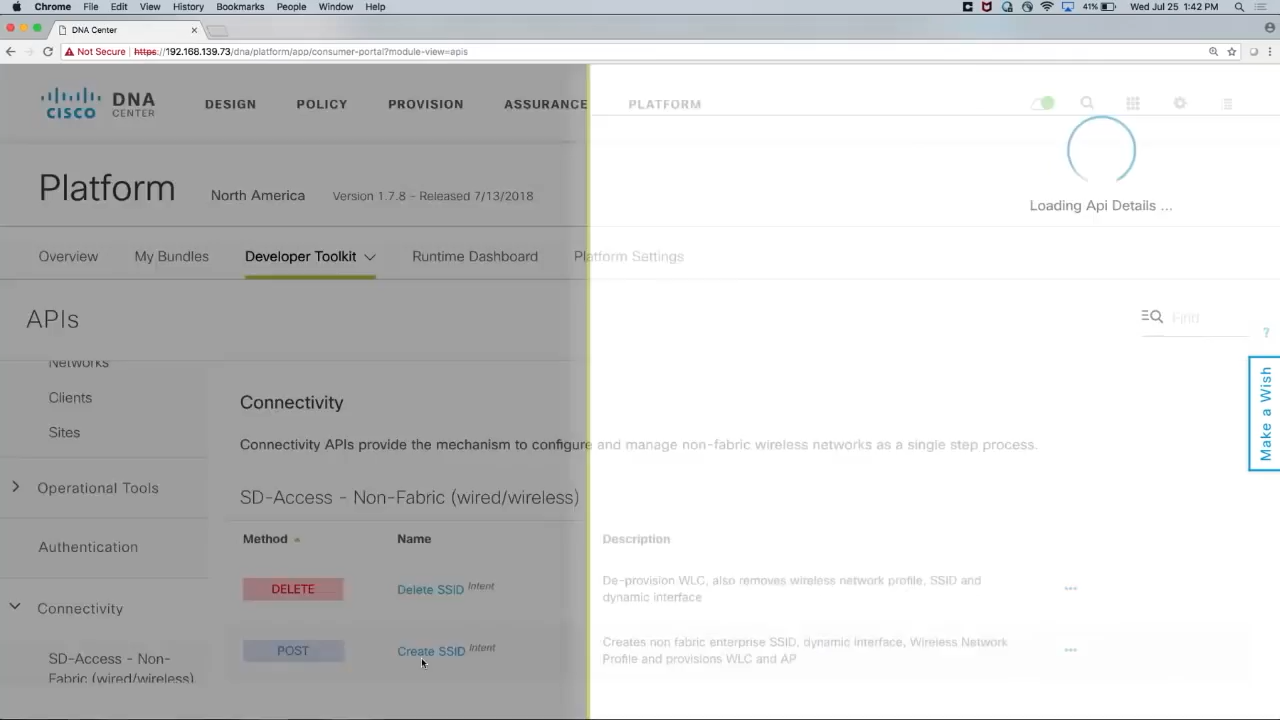 Chrome File Edit View History Bookmarks People Window Help 41% Wed Jul 25 1:42 PM
DNA Center
Not Secure https://192.168.139.73/dna/platform/app/consumer-portal?module-view=apis
CISCO DNA CENTER DESIGN POLICY PROVISION ASSURANCE PLATFORM
Platform North America Version 1.7.8 - Released 7/13/2018
Loading Api Details ...
Overview My Bundles Developer Toolkit Runtime Dashboard Platform Settings
APIs
Find
?
Make a Wish
Networks
Clients
Sites
Operational Tools
Authentication
Connectivity
SD-Access - Non-
Fabric (wired/wireless)
Connectivity
Connectivity APIs provide the mechanism to configure and manage non-fabric wireless networks as a single step process.
SD-Access - Non-Fabric (wired/wireless)
Method Name Description
DELETE Delete SSID Intent De-provision WLC, also removes wireless network profile, SSID and
dynamic interface
POST Create SSID Intent Creates non fabric enterprise SSID, dynamic interface, Wireless Network
Profile and provisions WLC and AP